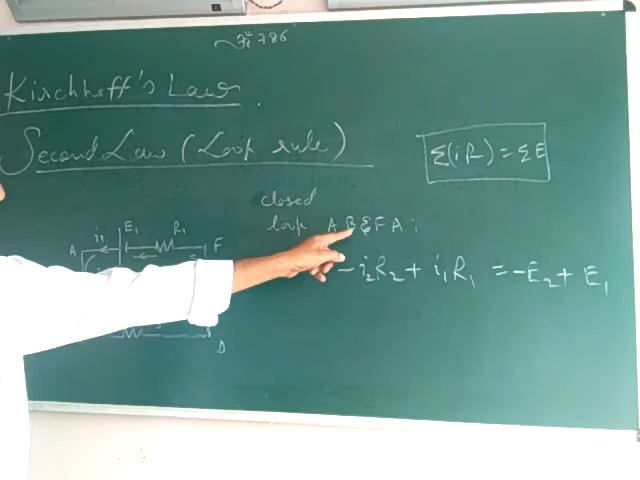 786
Kirchhoff's Law.
Second Law (Loop rule)
Σ(iR) = ΣE
closed
loop ABEFA :
E₁ R₁
A i₁ F
-i₂R₂ + i₁R₁ = -E₂ + E₁
D